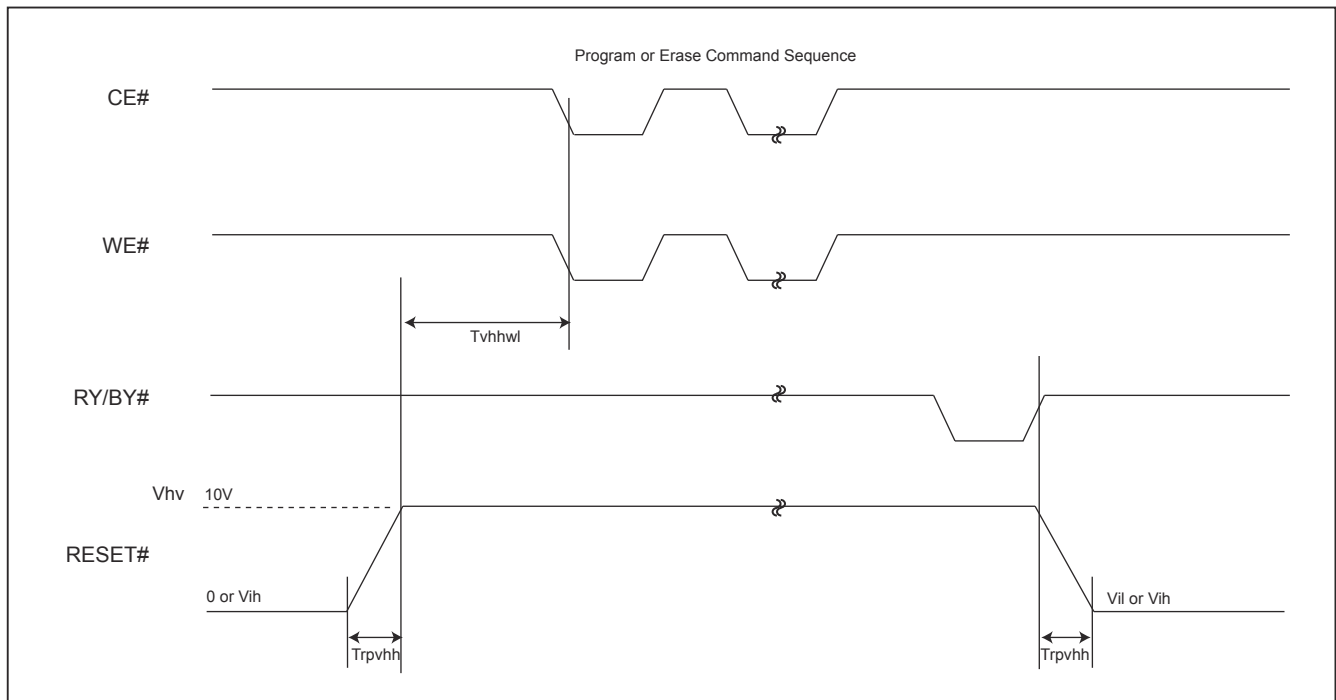 Program or Erase Command Sequence
CE#
WE#
Tvhhwl
RY/BY#
Vhv 10V
RESET#
0 or Vih
Vil or Vih
Trpvhh
Trpvhh